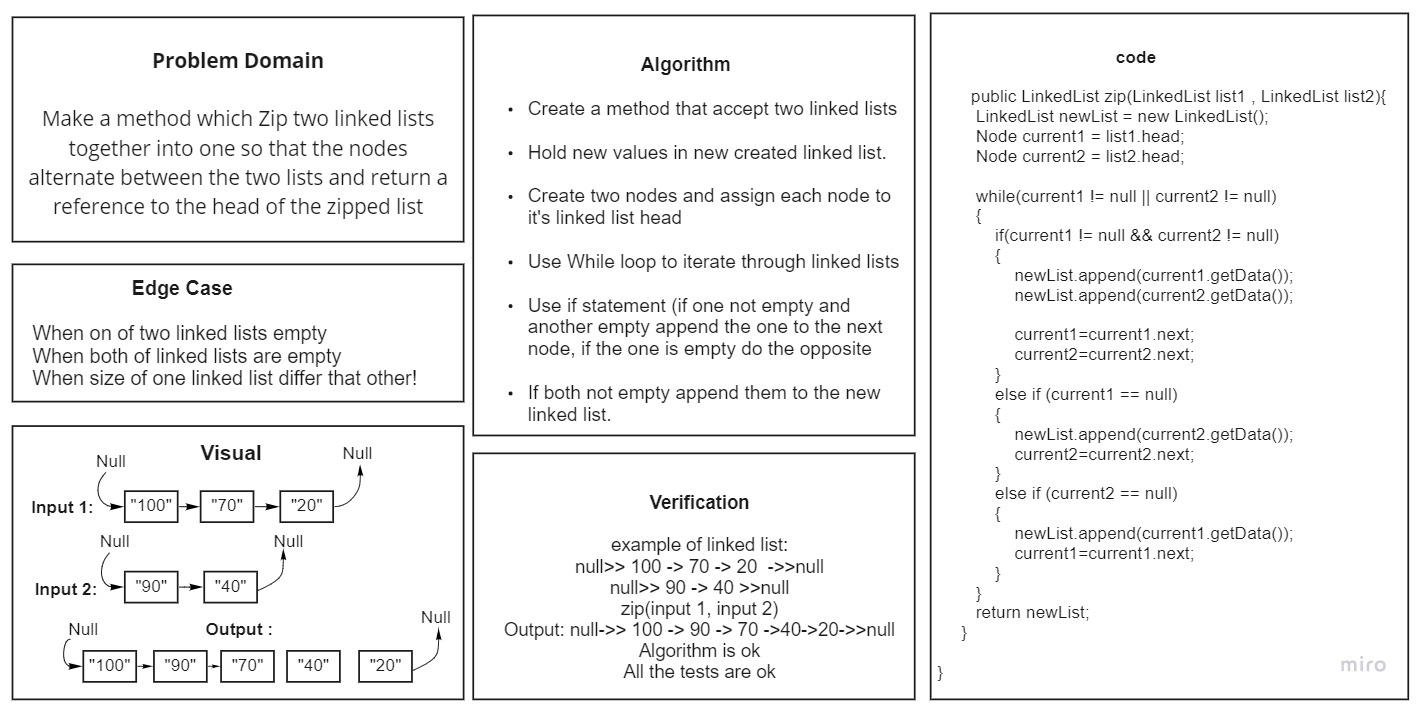 Problem Domain
Make a method which Zip two linked lists
together into one so that the nodes
alternate between the two lists and return a
reference to the head of the zipped list
Edge Case
When on of two linked lists empty
When both of linked lists are empty
When size of one linked list differ that other!
Visual
Null
Null
Input 1:
"100"
"70"
"20"
Null
Null
Input 2:
"90"
"40"
Output :
Null
Null
"100"
"90"
"70"
"40"
"20"
Algorithm
• Create a method that accept two linked lists
• Hold new values in new created linked list.
• Create two nodes and assign each node to
it's linked list head
• Use While loop to iterate through linked lists
• Use if statement (if one not empty and
another empty append the one to the next
node, if the one is empty do the opposite
• If both not empty append them to the new
linked list.
Verification
example of linked list:
null>> 100 -> 70 -> 20  ->>null
null>> 90 -> 40 >>null
zip(input 1, input 2)
Output: null->> 100 -> 90 -> 70 ->40->20->>null
Algorithm is ok
All the tests are ok
code
public LinkedList zip(LinkedList list1 , LinkedList list2){
LinkedList newList = new LinkedList();
Node current1 = list1.head;
Node current2 = list2.head;
while(current1 != null || current2 != null)
{
if(current1 != null && current2 != null)
{
newList.append(current1.getData());
newList.append(current2.getData());
current1=current1.next;
current2=current2.next;
}
else if (current1 == null)
{
newList.append(current2.getData());
current2=current2.next;
}
else if (current2 == null)
{
newList.append(current1.getData());
current1=current1.next;
}
}
return newList;
}
}
miro